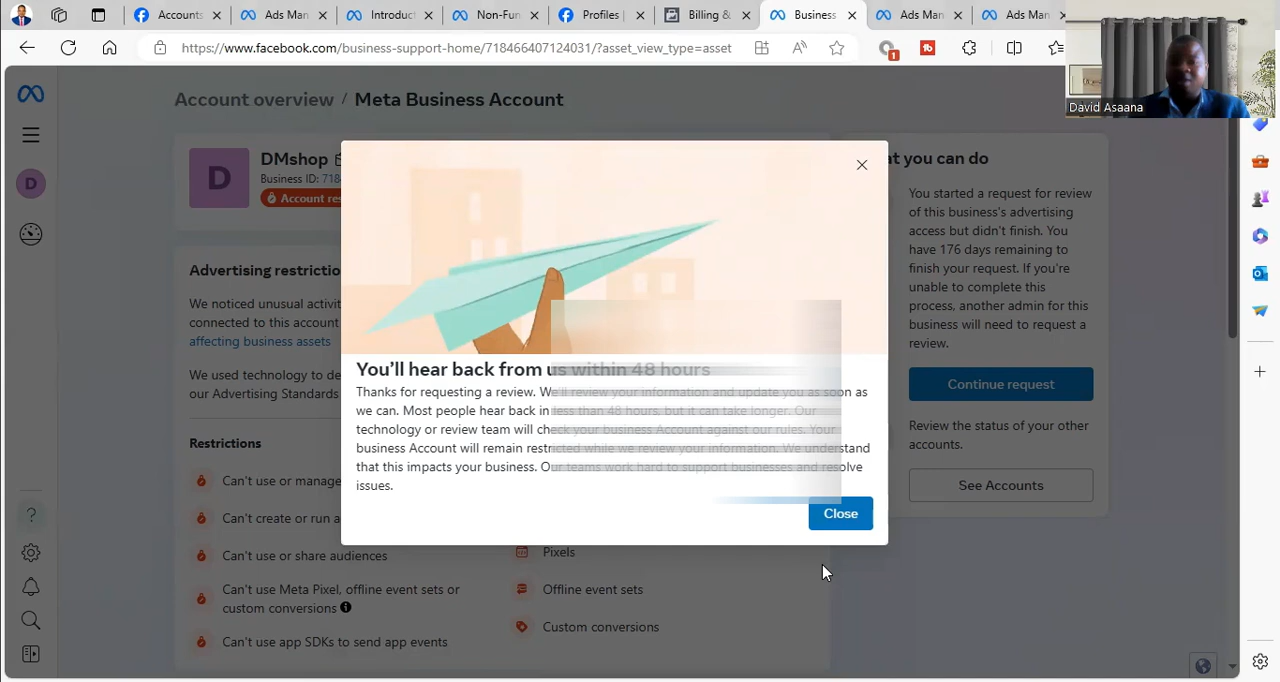 Accounts
Ads Man
Introduc
Non-Fun
Profiles |
Billing &
Business
Ads Man
Ads Man
https://www.facebook.com/business-support-home/718466407124031/?asset_view_type=asset
1
David Asaana
Account overview / Meta Business Account
D
DMshop
Business ID: 718
Account res
D
Advertising restrictio
We noticed unusual activit
connected to this account
affecting business assets
We used technology to de
our Advertising Standards
Restrictions
Can't use or manage
Can't create or run a
Can't use or share audiences
Can't use Meta Pixel, offline event sets or
custom conversions
Can't use app SDKs to send app events
Pixels
Offline event sets
Custom conversions
You'll hear back from us within 48 hours
Thanks for requesting a review. We'll review your information and update you as soon as
we can. Most people hear back in less than 48 hours, but it can take longer. Our
technology or review team will check your business Account against our rules. Your
business Account will remain restricted while we review your information. We understand
that this impacts your business. Our teams work hard to support businesses and resolve
issues.
Close
at you can do
You started a request for review
of this business's advertising
access but didn't finish. You
have 176 days remaining to
finish your request. If you're
unable to complete this
process, another admin for this
business will need to request a
review.
Continue request
Review the status of your other
accounts.
See Accounts